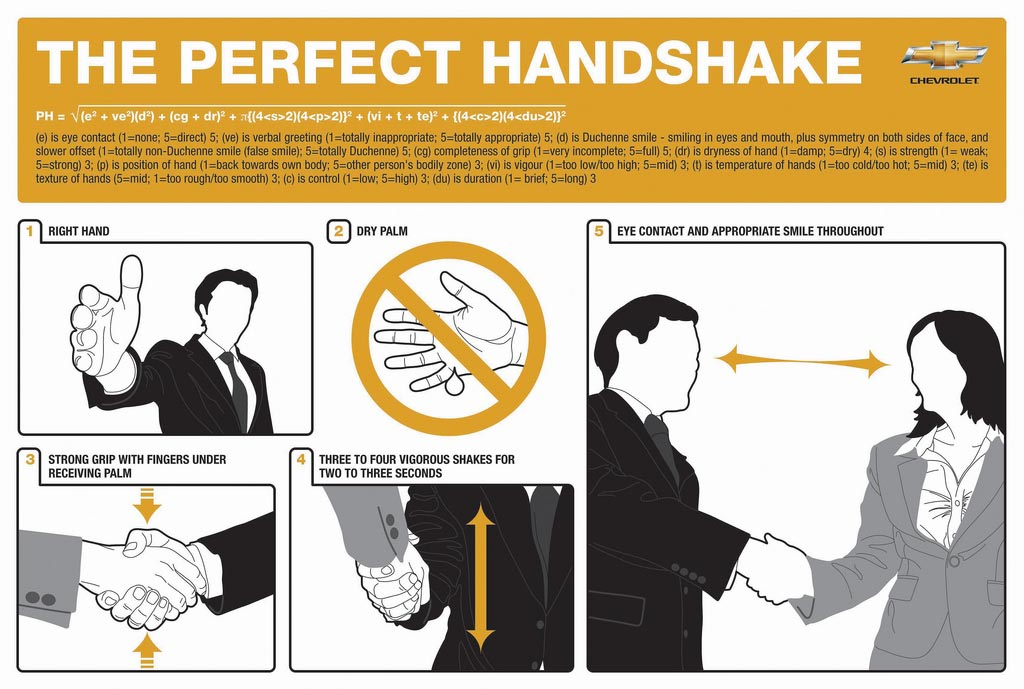 THE PERFECT HANDSHAKE
CHEVROLET
PH = √(e² + ve²)(d²) + (cg + dr)² + π{(4<s>2)(4<p>2)}² + (vi + t + te)² + {(4<c>2)(4<du>2)}²
(e) is eye contact (1=none; 5=direct) 5; (ve) is verbal greeting (1=totally inappropriate; 5=totally appropriate) 5; (d) is Duchenne smile - smiling in eyes and mouth, plus symmetry on both sides of face, and
slower offset (1=totally non-Duchenne smile (false smile); 5=totally Duchenne) 5; (cg) completeness of grip (1=very incomplete; 5=full) 5; (dr) is dryness of hand (1=damp; 5=dry) 4; (s) is strength (1= weak;
5=strong) 3; (p) is position of hand (1=back towards own body; 5=other person's bodily zone) 3; (vi) is vigour (1=too low/too high; 5=mid) 3; (t) is temperature of hands (1=too cold/too hot; 5=mid) 3; (te) is
texture of hands (5=mid; 1=too rough/too smooth) 3; (c) is control (1=low; 5=high) 3; (du) is duration (1= brief; 5=long) 3
1 RIGHT HAND
2 DRY PALM
3 STRONG GRIP WITH FINGERS UNDER
RECEIVING PALM
4 THREE TO FOUR VIGOROUS SHAKES FOR
TWO TO THREE SECONDS
5 EYE CONTACT AND APPROPRIATE SMILE THROUGHOUT